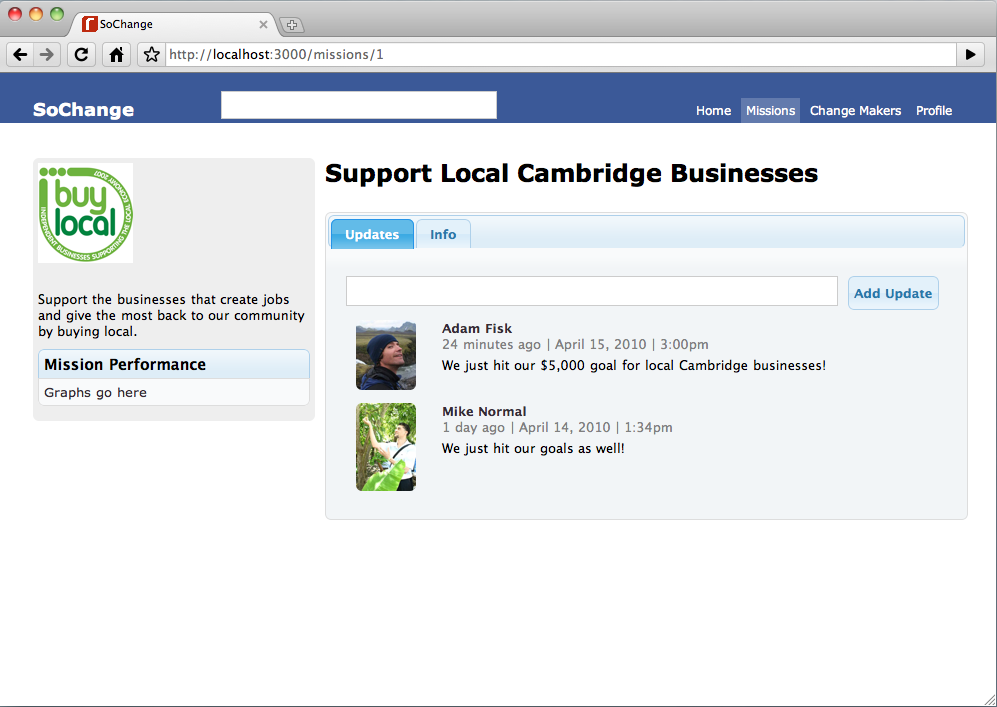 SoChange
http://localhost:3000/missions/1
SoChange
Home Missions Change Makers Profile
i buy
local
INDEPENDENT BUSINESSES SUPPORTING THE LOCAL ECONOMY 2007
Support the businesses that create jobs
and give the most back to our community
by buying local.
Mission Performance
Graphs go here
Support Local Cambridge Businesses
Updates Info
Add Update
Adam Fisk
24 minutes ago | April 15, 2010 | 3:00pm
We just hit our $5,000 goal for local Cambridge businesses!
Mike Normal
1 day ago | April 14, 2010 | 1:34pm
We just hit our goals as well!